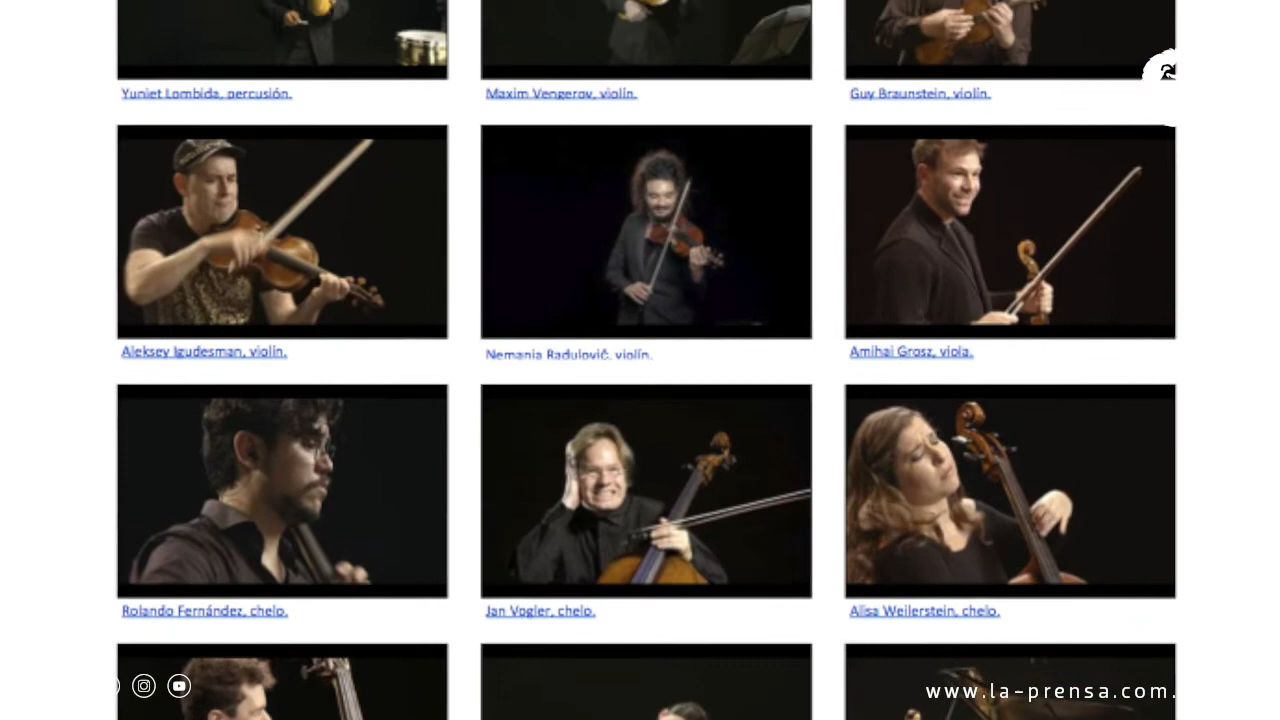 Yuniet Lombida, percusión.
Maxim Vengerov, violín.
Guy Braunstein, violín.
Aleksey Igudesman, violín.
Nemanja Radulovič, violín.
Amihai Grosz, viola.
Rolando Fernández, chelo.
Jan Vogler, chelo.
Alisa Weilerstein, chelo.
www.la-prensa.com.